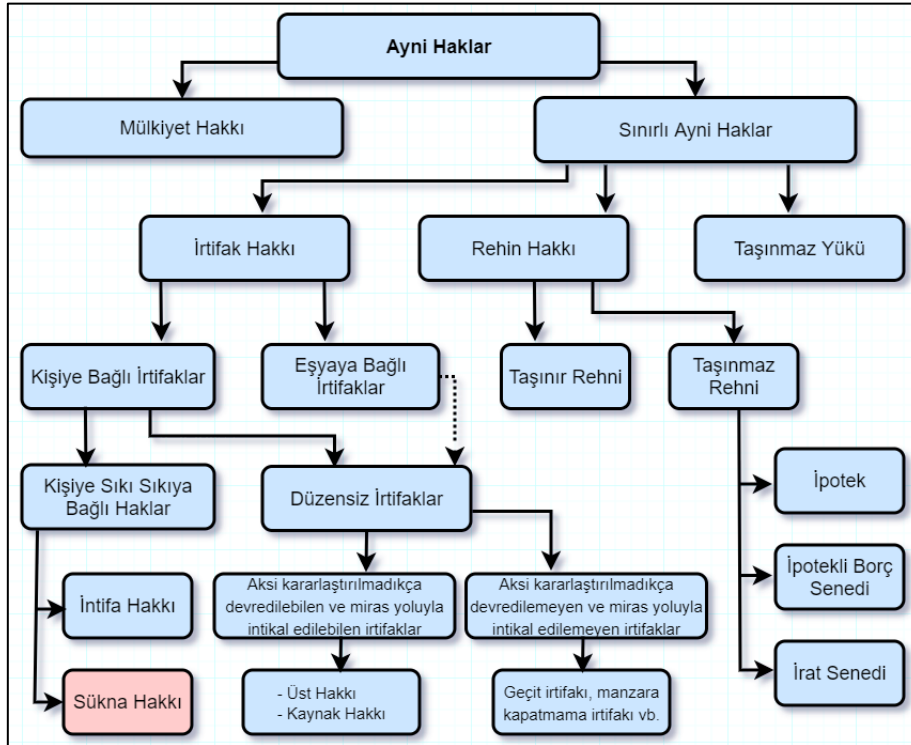 Ayni Haklar
Mülkiyet Hakkı
Sınırlı Ayni Haklar
İrtifak Hakkı
Rehin Hakkı
Taşınmaz Yükü
Kişiye Bağlı İrtifaklar
Eşyaya Bağlı
İrtifaklar
Taşınır Rehni
Taşınmaz
Rehni
Kişiye Sıkı Sıkıya
Bağlı Haklar
Düzensiz İrtifaklar
İpotek
İntifa Hakkı
Aksi kararlaştırılmadıkça
devredilebilen ve miras yoluyla
intikal edilebilen irtifaklar
Aksi kararlaştırılmadıkça
devredilemeyen ve miras yoluyla
intikal edilemeyen irtifaklar
İpotekli Borç
Senedi
Sükna Hakkı
- Üst Hakkı
- Kaynak Hakkı
Geçit irtifakı, manzara
kapatmama irtifakı vb.
İrat Senedi